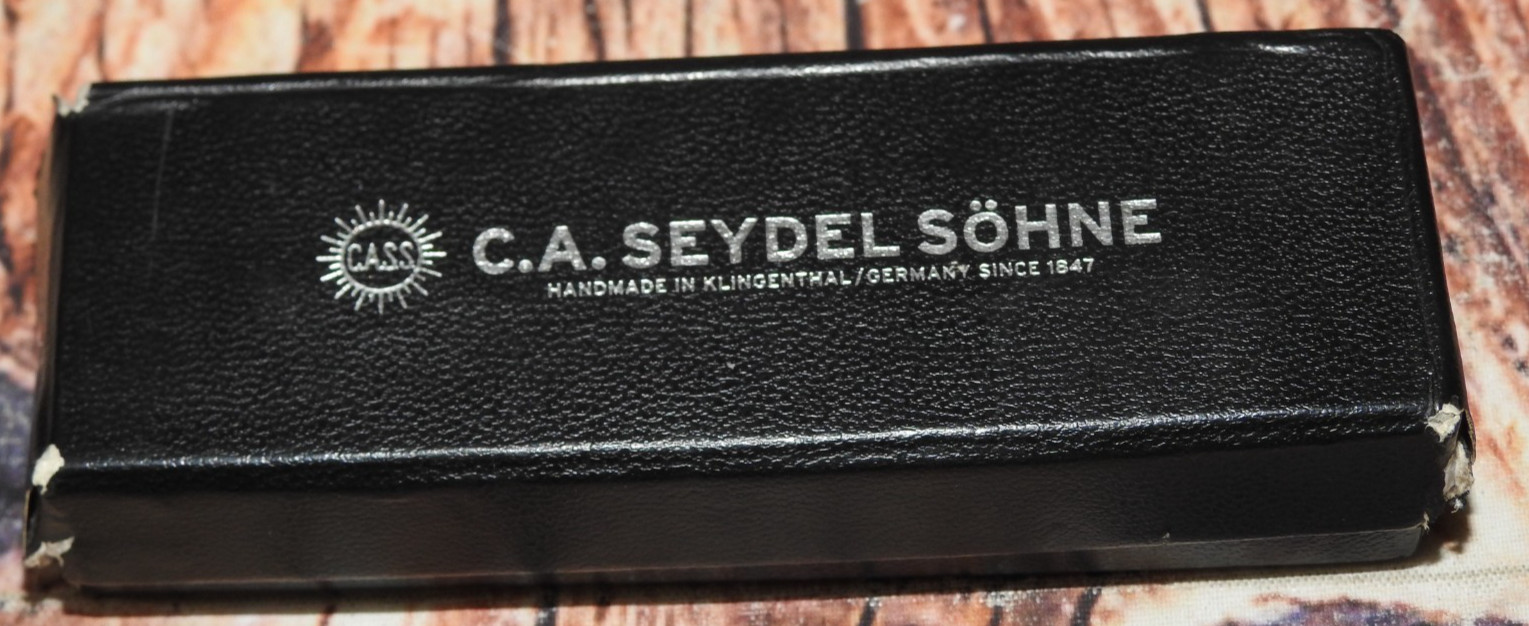 C.A.S.S.
C.A. SEYDEL SÖHNE
HANDMADE IN KLINGENTHAL/GERMANY SINCE 1847